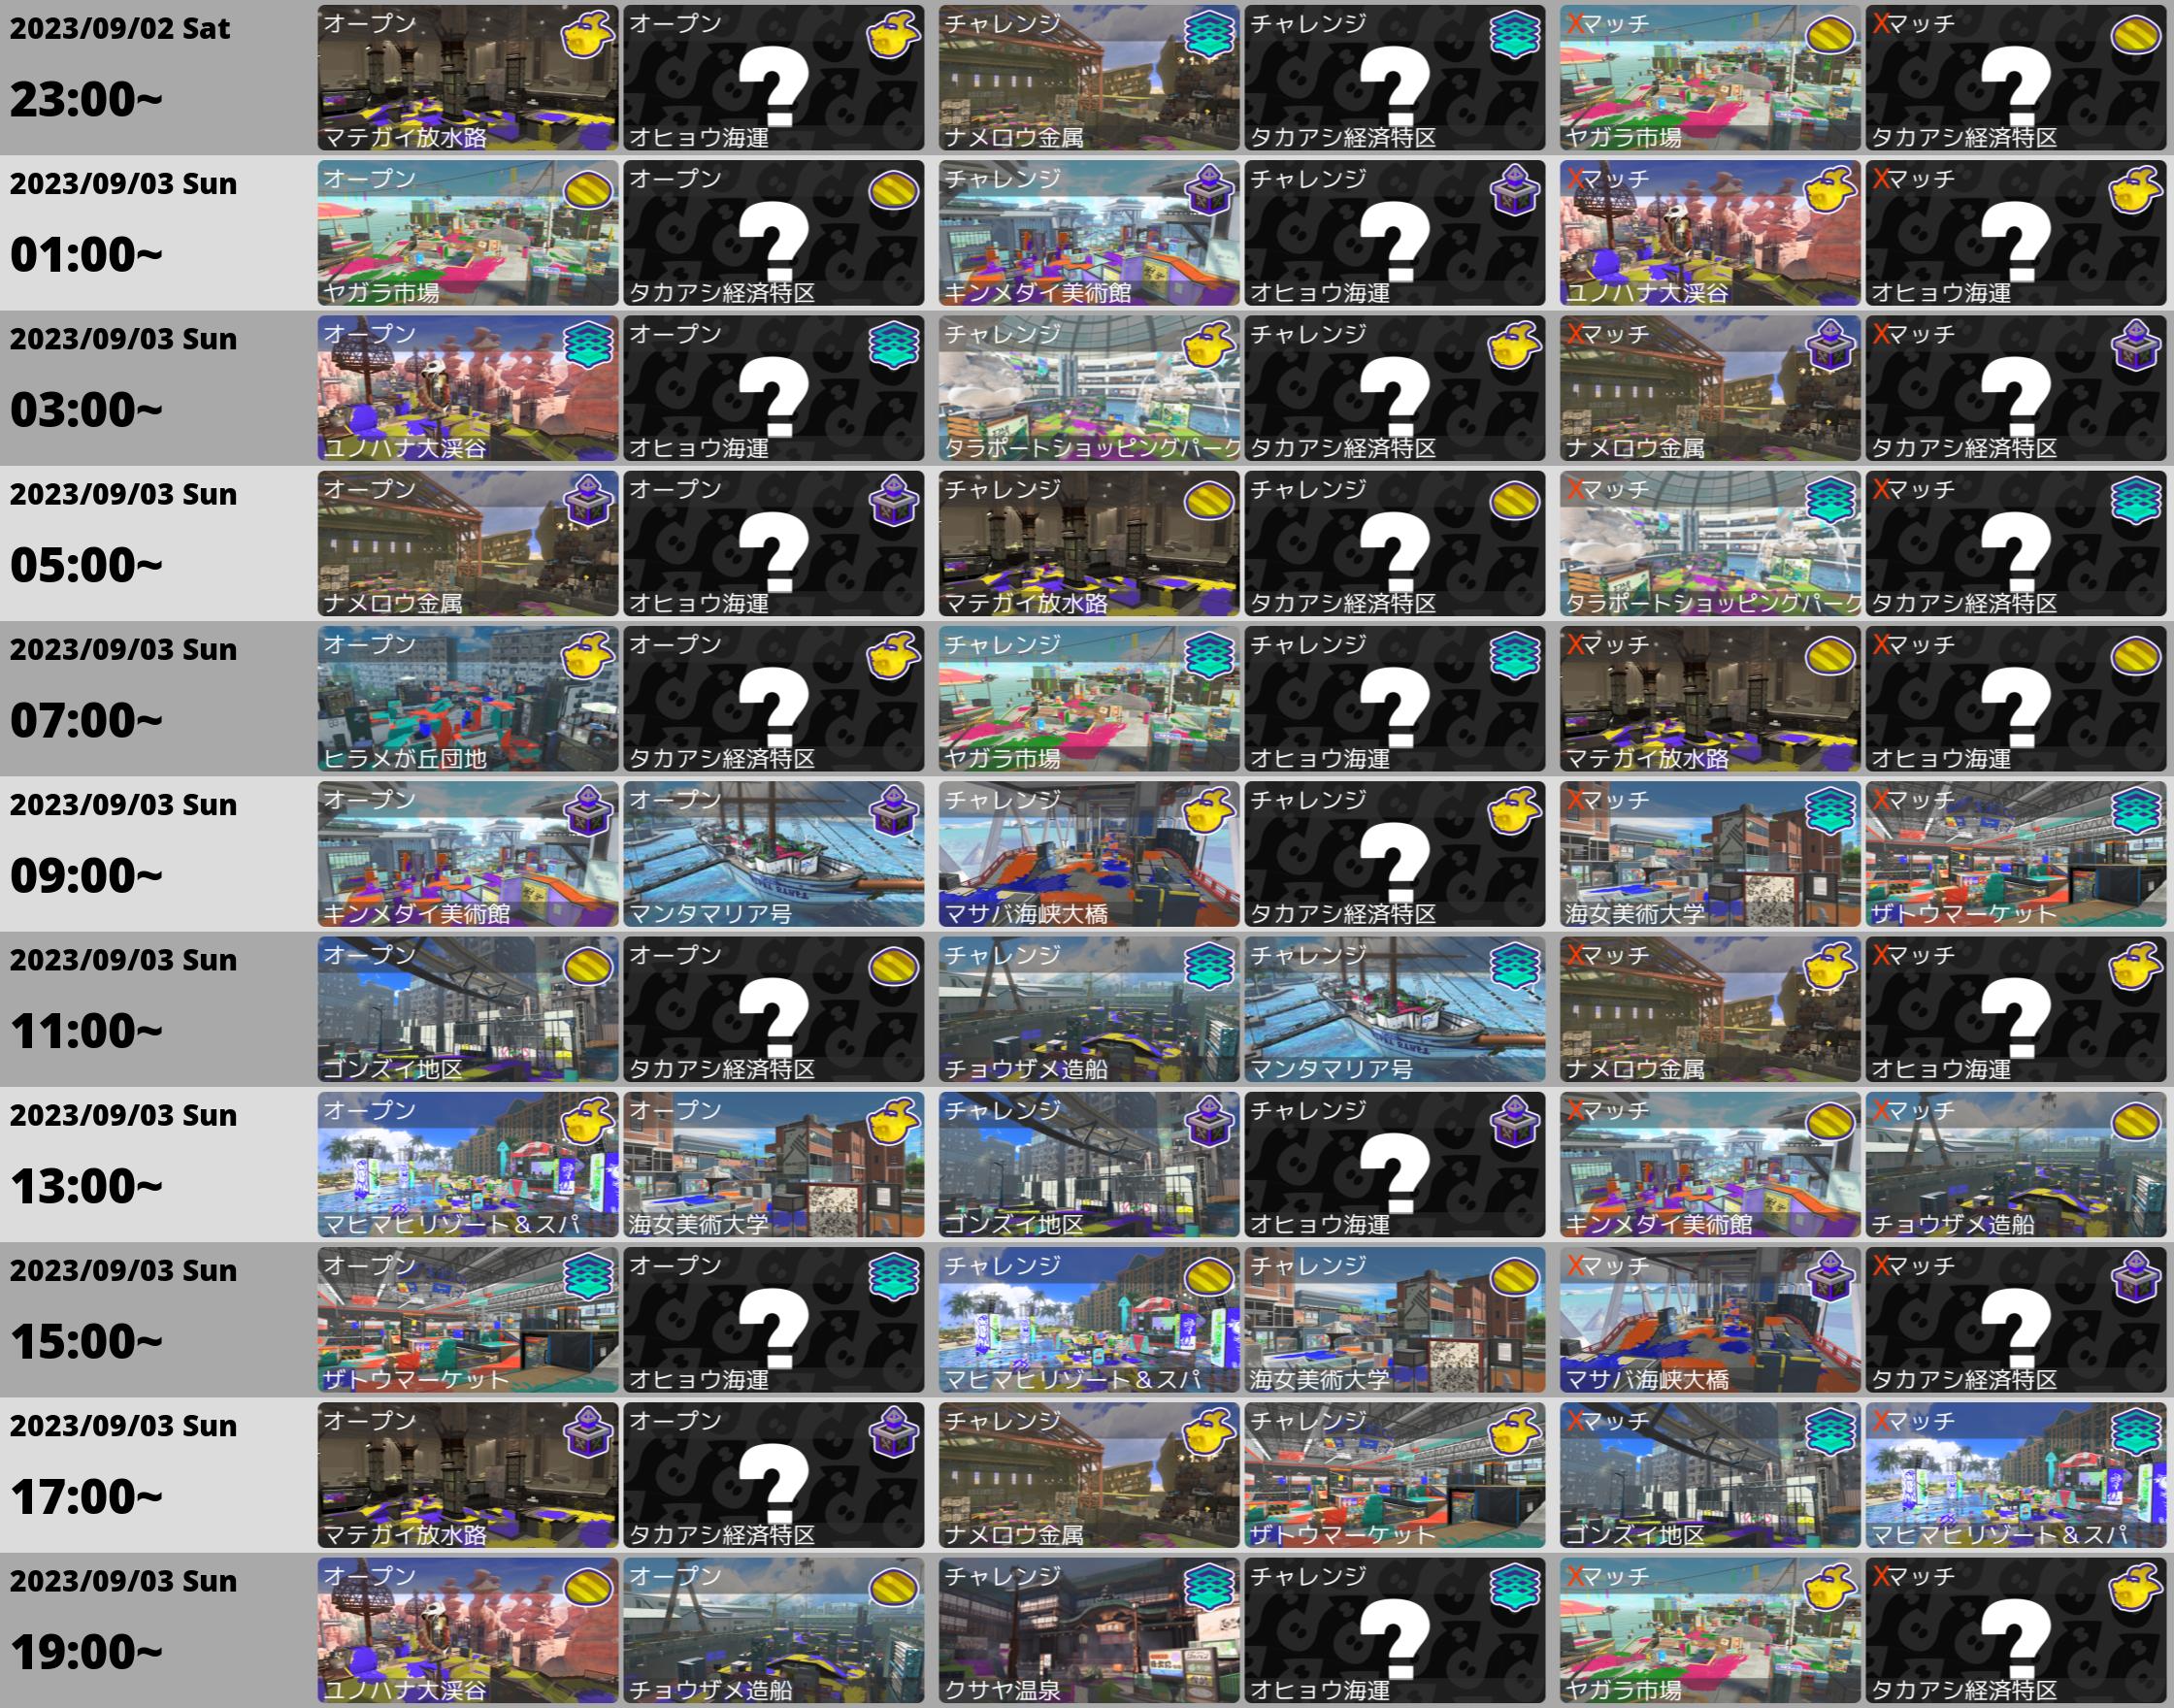 2023/09/02 Sat
23:00~
オープン
マテガイ放水路
オープン
オヒョウ海運
チャレンジ
ナメロウ金属
チャレンジ
タカアシ経済特区
Xマッチ
ヤガラ市場
Xマッチ
タカアシ経済特区
2023/09/03 Sun
01:00~
オープン
ヤガラ市場
オープン
タカアシ経済特区
チャレンジ
キンメダイ美術館
チャレンジ
オヒョウ海運
Xマッチ
ユノハナ大渓谷
Xマッチ
オヒョウ海運
2023/09/03 Sun
03:00~
オープン
ユノハナ大渓谷
オープン
オヒョウ海運
チャレンジ
タラポートショッピングパーク
チャレンジ
タカアシ経済特区
Xマッチ
ナメロウ金属
Xマッチ
タカアシ経済特区
2023/09/03 Sun
05:00~
オープン
ナメロウ金属
オープン
オヒョウ海運
チャレンジ
マテガイ放水路
チャレンジ
タカアシ経済特区
Xマッチ
タラポートショッピングパーク
Xマッチ
タカアシ経済特区
2023/09/03 Sun
07:00~
オープン
ヒラメが丘団地
オープン
タカアシ経済特区
チャレンジ
ヤガラ市場
チャレンジ
オヒョウ海運
Xマッチ
マテガイ放水路
Xマッチ
オヒョウ海運
2023/09/03 Sun
09:00~
オープン
キンメダイ美術館
オープン
マンタマリア号
チャレンジ
マサバ海峡大橋
チャレンジ
タカアシ経済特区
Xマッチ
海女美術大学
Xマッチ
ザトウマーケット
2023/09/03 Sun
11:00~
オープン
ゴンズイ地区
オープン
タカアシ経済特区
チャレンジ
チョウザメ造船
チャレンジ
マンタマリア号
Xマッチ
ナメロウ金属
Xマッチ
オヒョウ海運
2023/09/03 Sun
13:00~
オープン
マヒマヒリゾート＆スパ
オープン
海女美術大学
チャレンジ
ゴンズイ地区
チャレンジ
オヒョウ海運
Xマッチ
キンメダイ美術館
Xマッチ
チョウザメ造船
2023/09/03 Sun
15:00~
オープン
ザトウマーケット
オープン
オヒョウ海運
チャレンジ
マヒマヒリゾート＆スパ
チャレンジ
海女美術大学
Xマッチ
マサバ海峡大橋
Xマッチ
タカアシ経済特区
2023/09/03 Sun
17:00~
オープン
マテガイ放水路
オープン
タカアシ経済特区
チャレンジ
ナメロウ金属
チャレンジ
ザトウマーケット
Xマッチ
ゴンズイ地区
Xマッチ
マヒマヒリゾート＆スパ
2023/09/03 Sun
19:00~
オープン
ユノハナ大渓谷
オープン
チョウザメ造船
チャレンジ
クサヤ温泉
チャレンジ
オヒョウ海運
Xマッチ
ヤガラ市場
Xマッチ
タカアシ経済特区